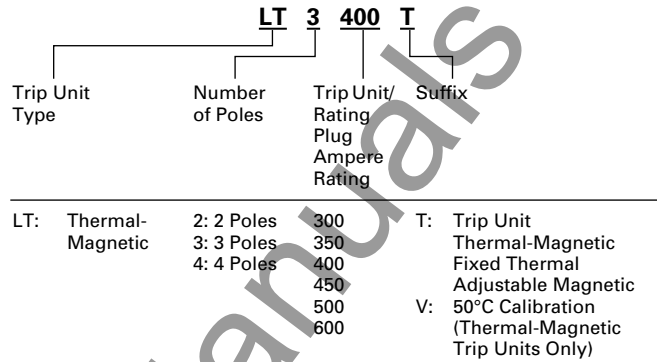 LT 3 400 T
Trip Unit Type
Number of Poles
Trip Unit/ Rating Plug Ampere Rating
Suffix
LT: Thermal-Magnetic
2: 2 Poles
3: 3 Poles
4: 4 Poles
300
350
400
450
500
600
T: Trip Unit
Thermal-Magnetic
Fixed Thermal
Adjustable Magnetic
V: 50°C Calibration
(Thermal-Magnetic
Trip Units Only)
manuals